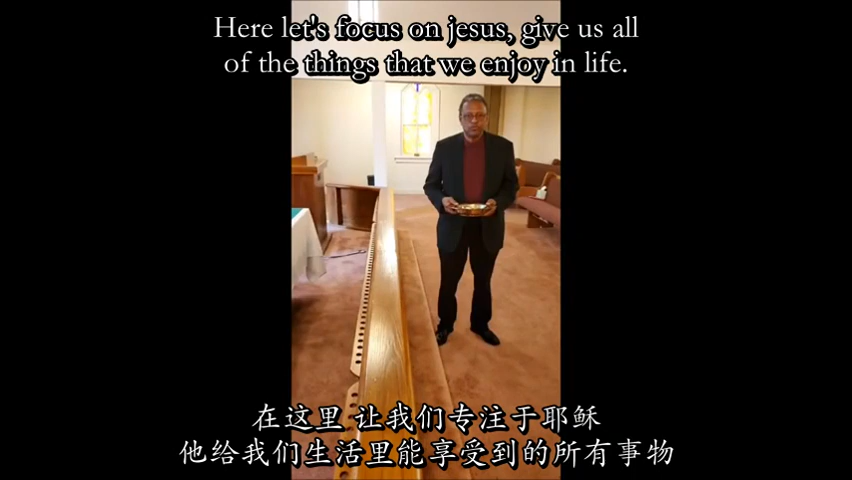 Here let's focus on jesus, give us all
of the things that we enjoy in life.
在这里 让我们专注于耶稣
他给我们生活里能享受到的所有事物